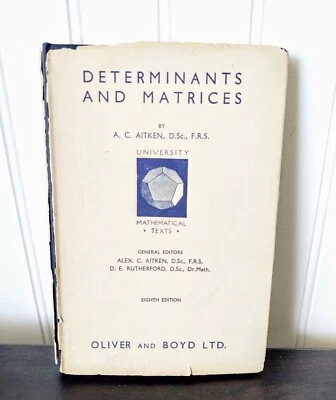 DETERMINANTS
AND MATRICES
BY
A. C. AITKEN, D.Sc., F.R.S.
UNIVERSITY
MATHEMATICAL
• TEXTS •
GENERAL EDITORS
ALEX. C. AITKEN, D.Sc., F.R.S.
D. E. RUTHERFORD, D.Sc., Dr.Math.
EIGHTH EDITION
OLIVER AND BOYD LTD.